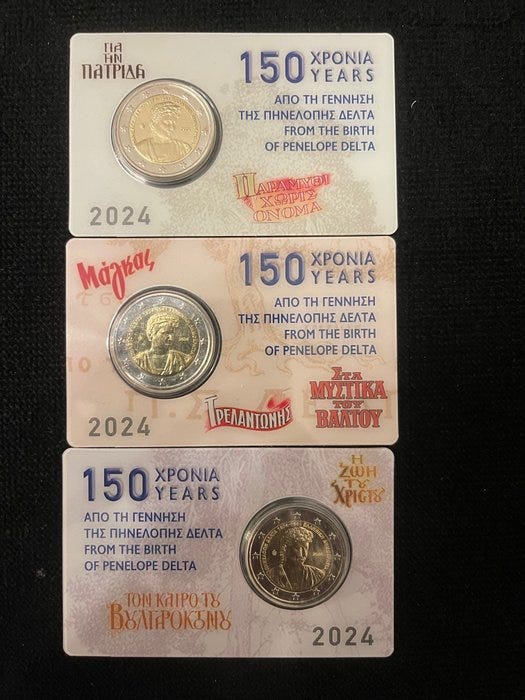 ΓΙΑ
ΤΗΝ
ΠΑΤΡΙΔΑ
150 ΧΡΟΝΙΑ
YEARS
ΑΠΟ ΤΗ ΓΕΝΝΗΣΗ
ΤΗΣ ΠΗΝΕΛΟΠΗΣ ΔΕΛΤΑ
FROM THE BIRTH
OF PENELOPE DELTA
ΠΑΡΑΜΥΘΙ
ΧΩΡΙΣ
ΟΝΟΜΑ
2024
Μάγκας
150 ΧΡΟΝΙΑ
YEARS
ΑΠΟ ΤΗ ΓΕΝΝΗΣΗ
ΤΗΣ ΠΗΝΕΛΟΠΗΣ ΔΕΛΤΑ
FROM THE BIRTH
OF PENELOPE DELTA
ΣΤΑ
ΜΥΣΤΙΚΑ
ΤΟΥ
ΒΑΛΤΟΥ
ΤΡΕΛΑΝΤΩΝΗΣ
2024
150 ΧΡΟΝΙΑ
YEARS
Η
ΖΩΗ
ΤΟΥ
ΧΡΙΣΤΟΥ
ΑΠΟ ΤΗ ΓΕΝΝΗΣΗ
ΤΗΣ ΠΗΝΕΛΟΠΗΣ ΔΕΛΤΑ
FROM THE BIRTH
OF PENELOPE DELTA
ΤΟΝ ΚΑΙΡΟ ΤΟΥ
ΒΟΥΛΓΑΡΟΚΤΟΝΟΥ
2024